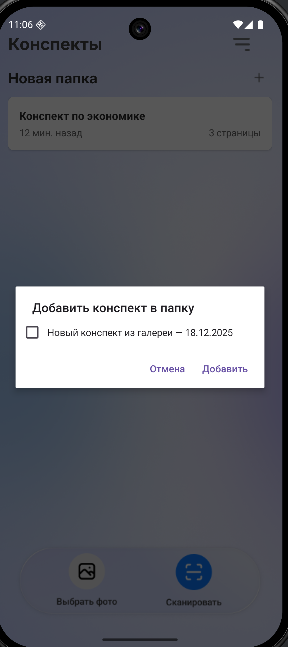 11:06
Конспекты
Новая папка
Конспект по экономике
12 мин. назад
3 страницы
Добавить конспект в папку
Новый конспект из галереи — 18.12.2025
Отмена
Добавить
Выбрать фото
Сканировать